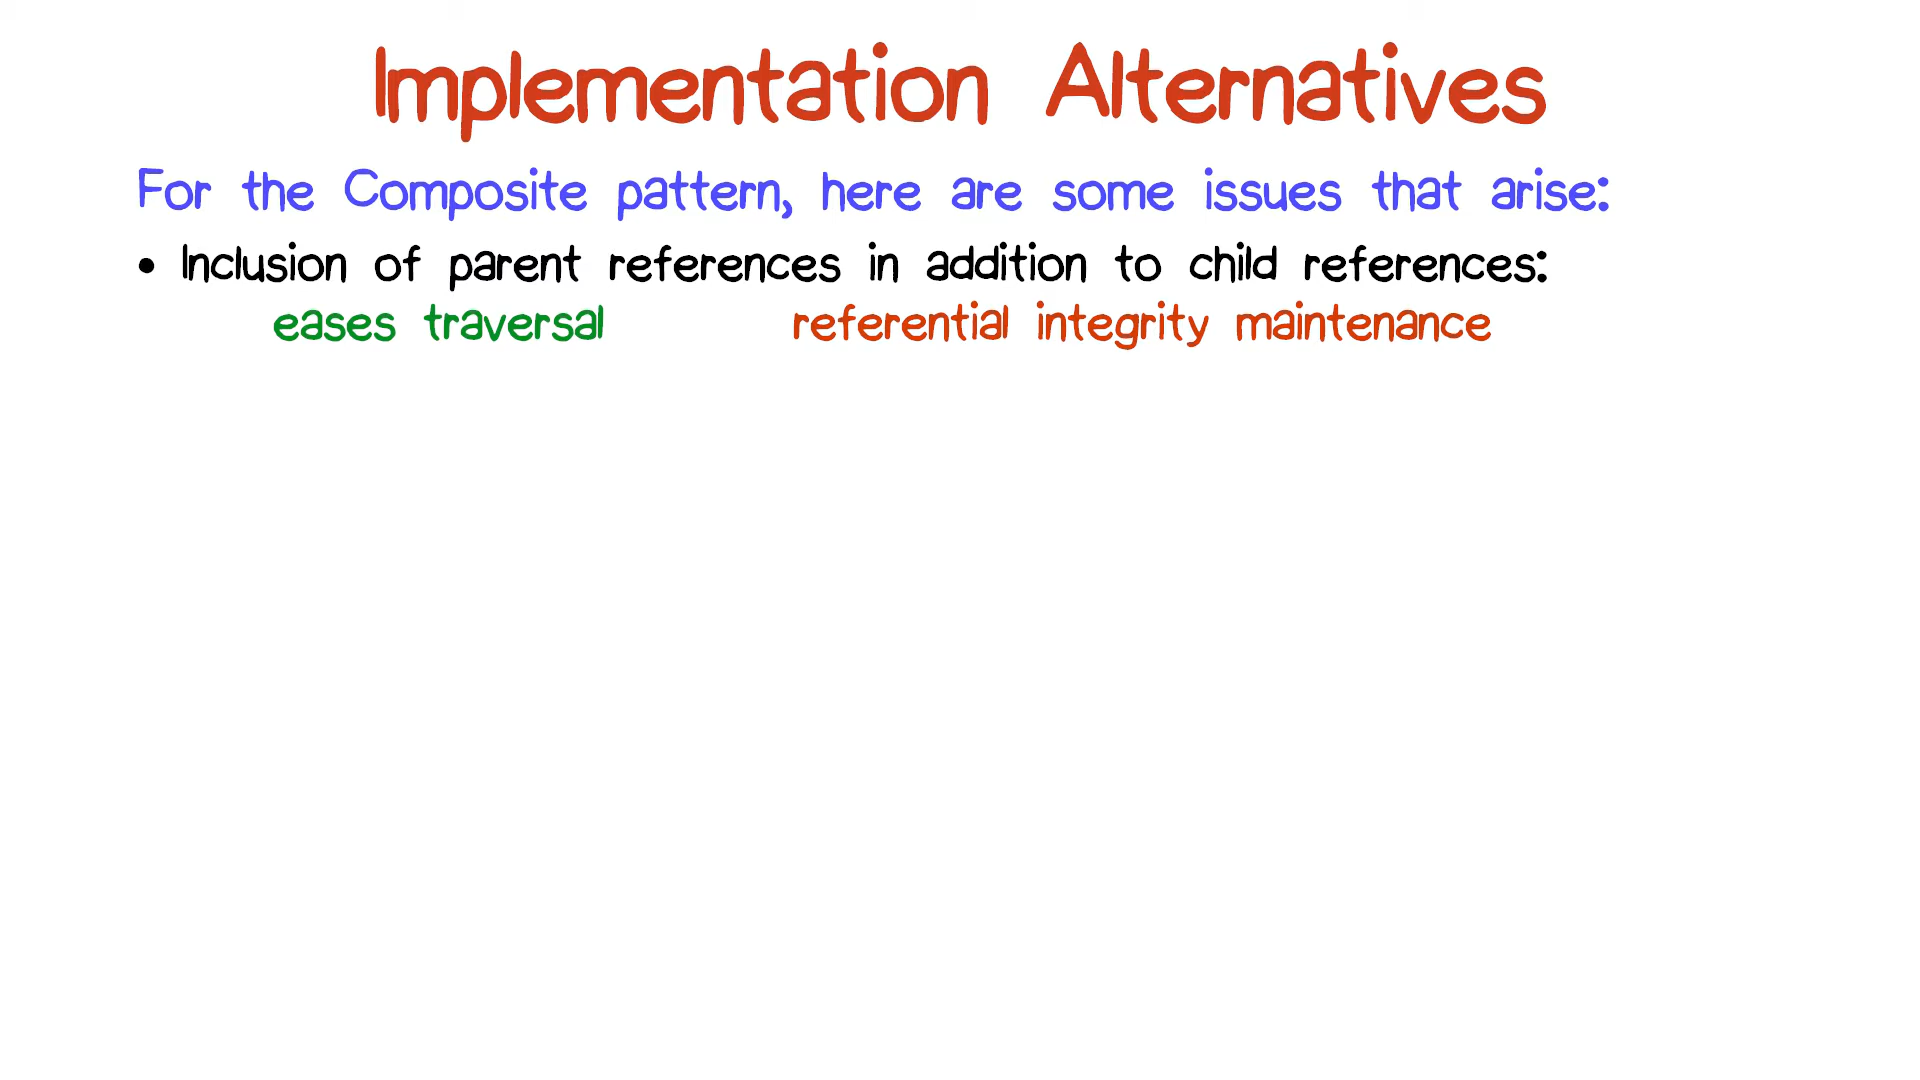 Implementation Alternatives
For the Composite pattern, here are some issues that arise:
• Inclusion of parent references in addition to child references:
eases traversal referential integrity maintenance